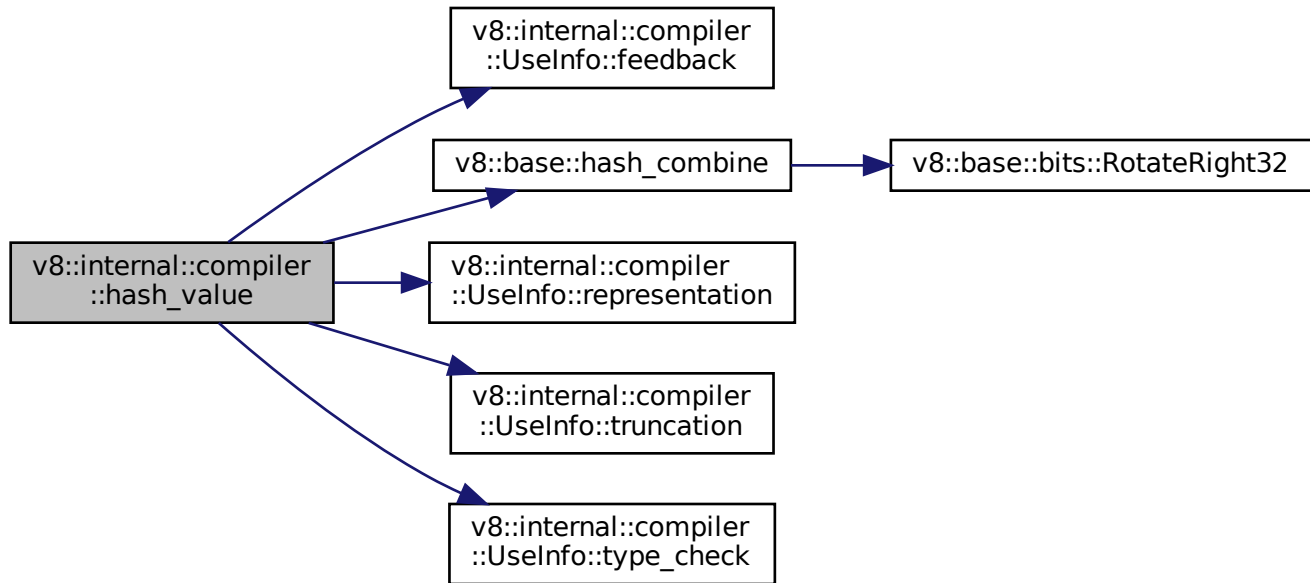 v8::internal::compiler
::UseInfo::feedback
v8::base::hash_combine
v8::base::bits::RotateRight32
v8::internal::compiler
::hash_value
v8::internal::compiler
::UseInfo::representation
v8::internal::compiler
::UseInfo::truncation
v8::internal::compiler
::UseInfo::type_check